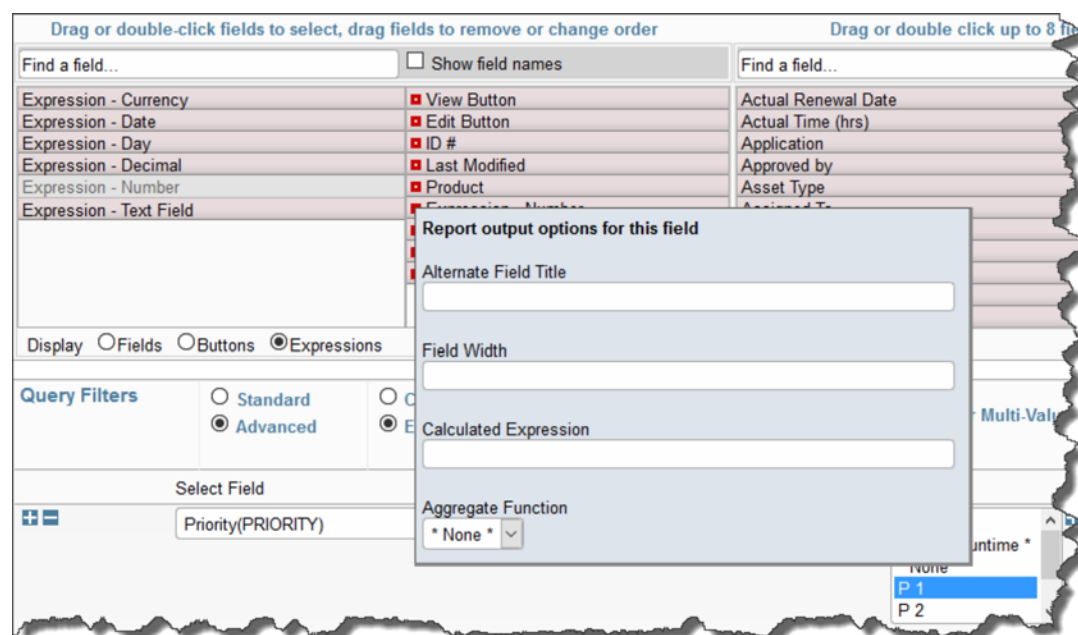 Drag or double-click fields to select, drag fields to remove or change order
Drag or double click up to 8
Find a field...
Show field names
Find a field...
Expression - Currency
Expression - Date
Expression - Day
Expression - Decimal
Expression - Number
Expression - Text Field
View Button
Edit Button
ID #
Last Modified
Product
Expression - Number
Actual Renewal Date
Actual Time (hrs)
Application
Approved by
Asset Type
Assigned To
Display Fields Buttons Expressions
Report output options for this field
Alternate Field Title
Field Width
Calculated Expression
Aggregate Function
* None *
Query Filters
Standard
Advanced
Select Field
Priority(PRIORITY)
Multi-Valu
untime *
None
P 1
P 2